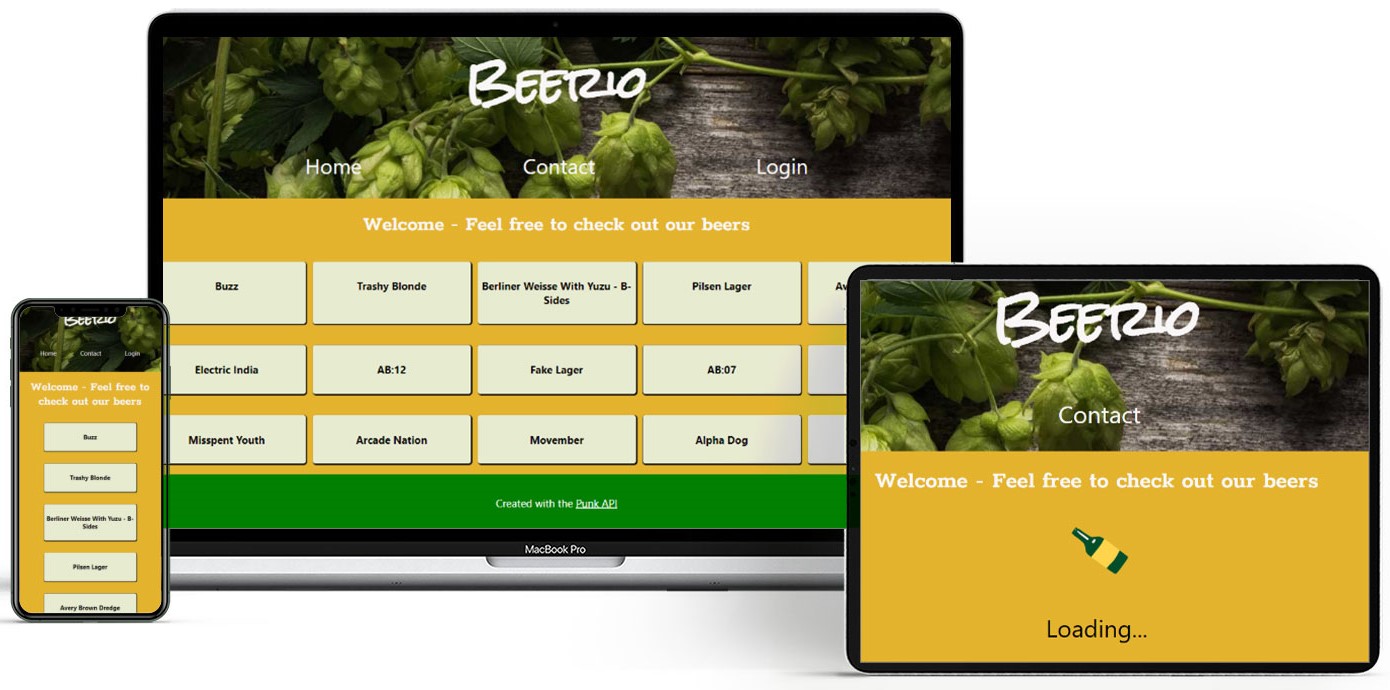 Beerio
Home Contact Login
Welcome - Feel free to check out our beers
Buzz
Trashy Blonde
Berliner Weisse With Yuzu - B-
Sides
Pilsen Lager
Av
Electric India
AB:12
Fake Lager
AB:07
Misspent Youth
Arcade Nation
Movember
Alpha Dog
Created with the Punk API
MacBook Pro
Beerio
Home Contact Login
Welcome - Feel free to
check out our beers
Buzz
Trashy Blonde
Berliner Weisse With Yuzu - B-
Sides
Pilsen Lager
Avery Brown Dredge
Beerio
Contact
Welcome - Feel free to check out our beers
Loading...